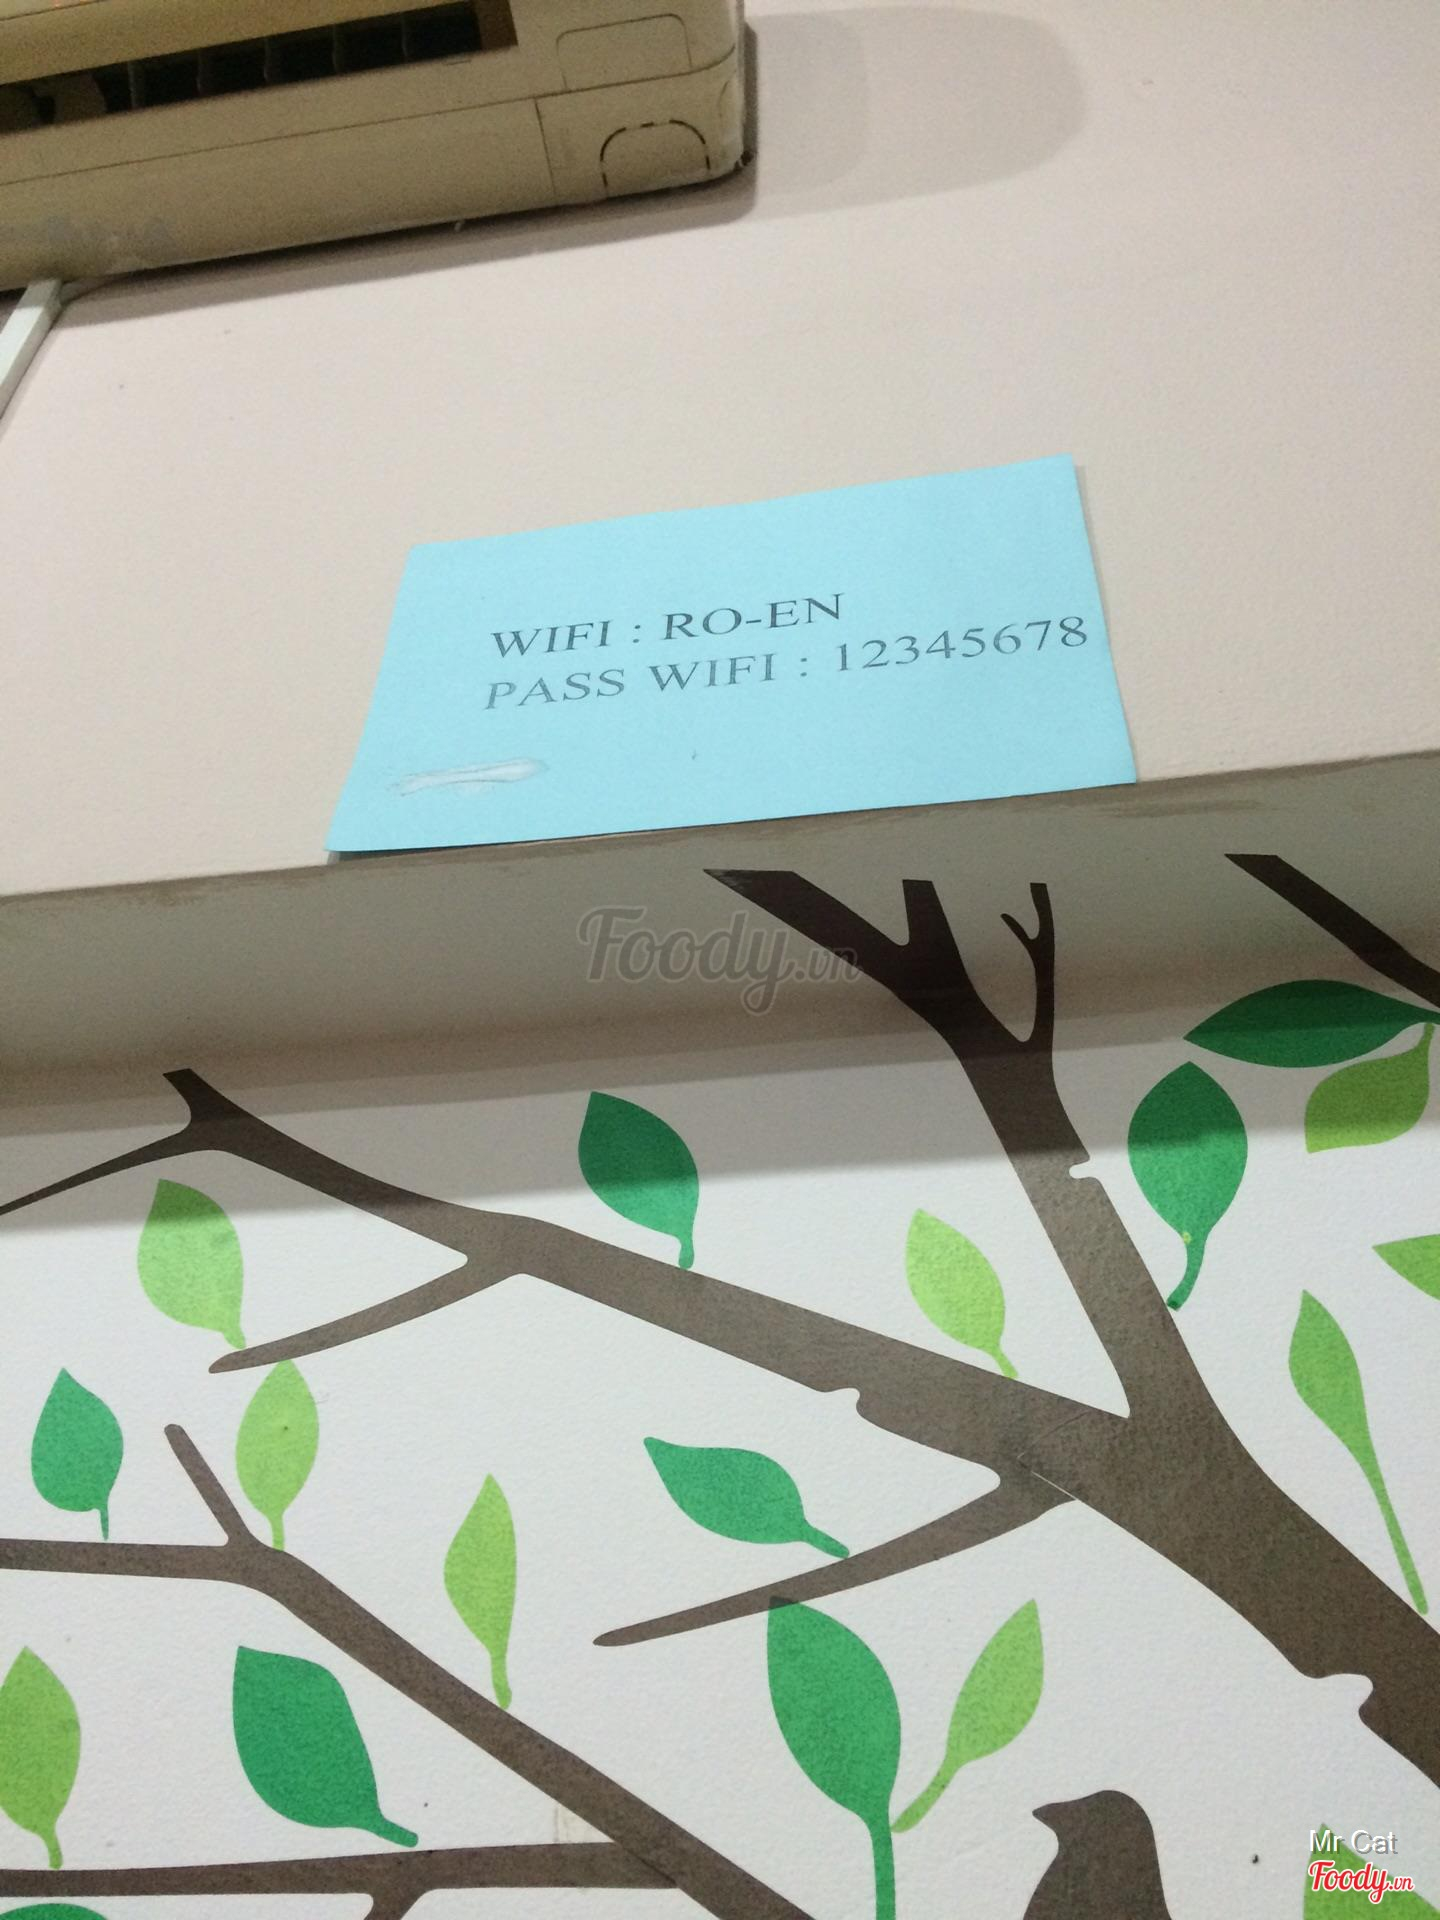 WIFI : RO-EN
PASS WIFI : 12345678
Foody.vn
Mr Cat
Foody.vn